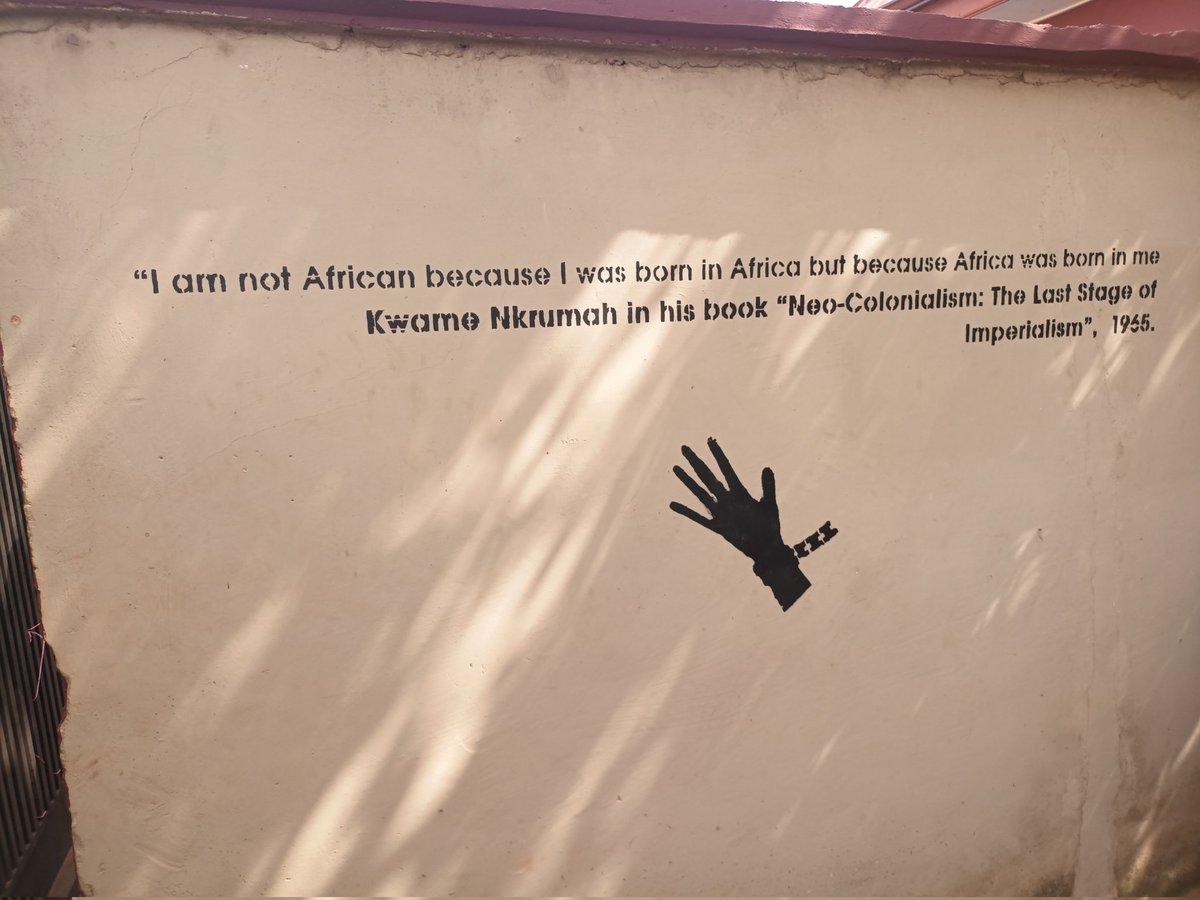 “I am not African because I was born in Africa but because Africa was born in me
Kwame Nkrumah in his book “Neo-Colonialism: The Last Stage of
Imperialism”, 1965.